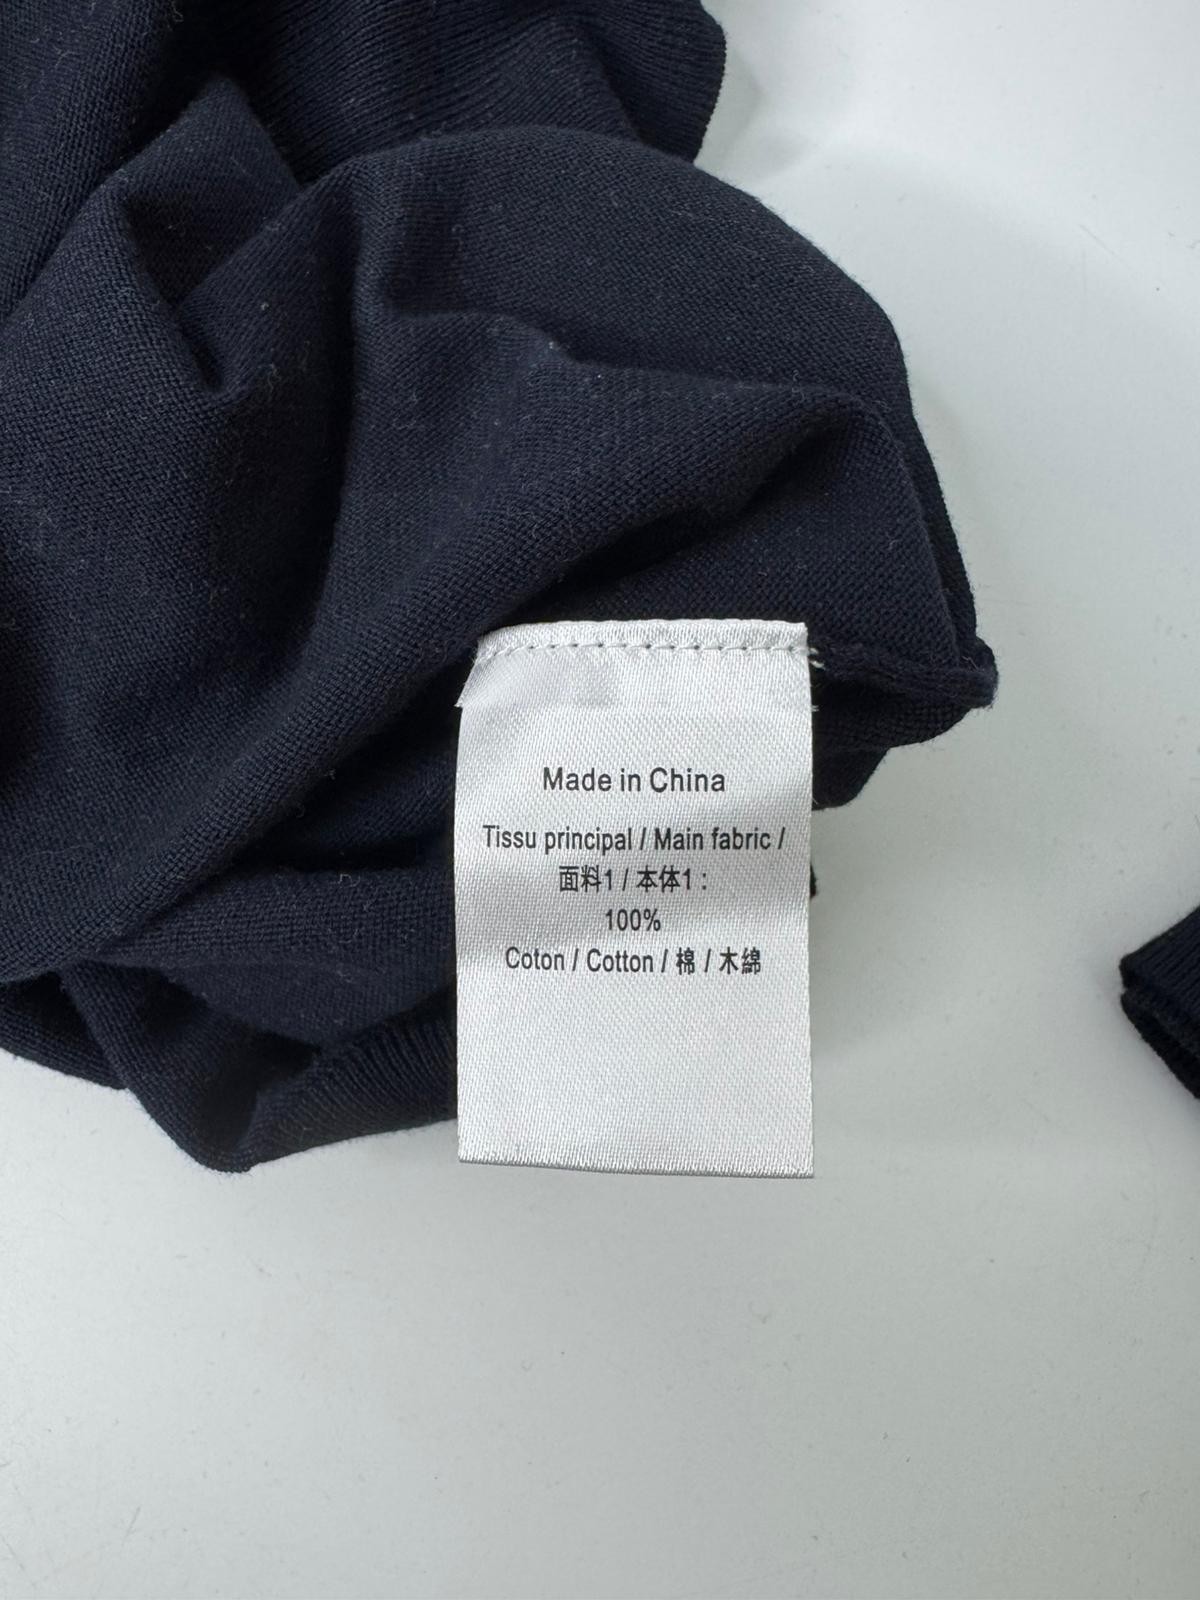 Made in China
Tissu principal / Main fabric /
面料1 / 本体1 :
100%
Coton / Cotton / 棉 / 木綿